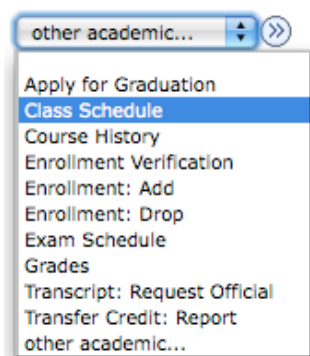 other academic...
Apply for Graduation
Class Schedule
Course History
Enrollment Verification
Enrollment: Add
Enrollment: Drop
Exam Schedule
Grades
Transcript: Request Official
Transfer Credit: Report
other academic...